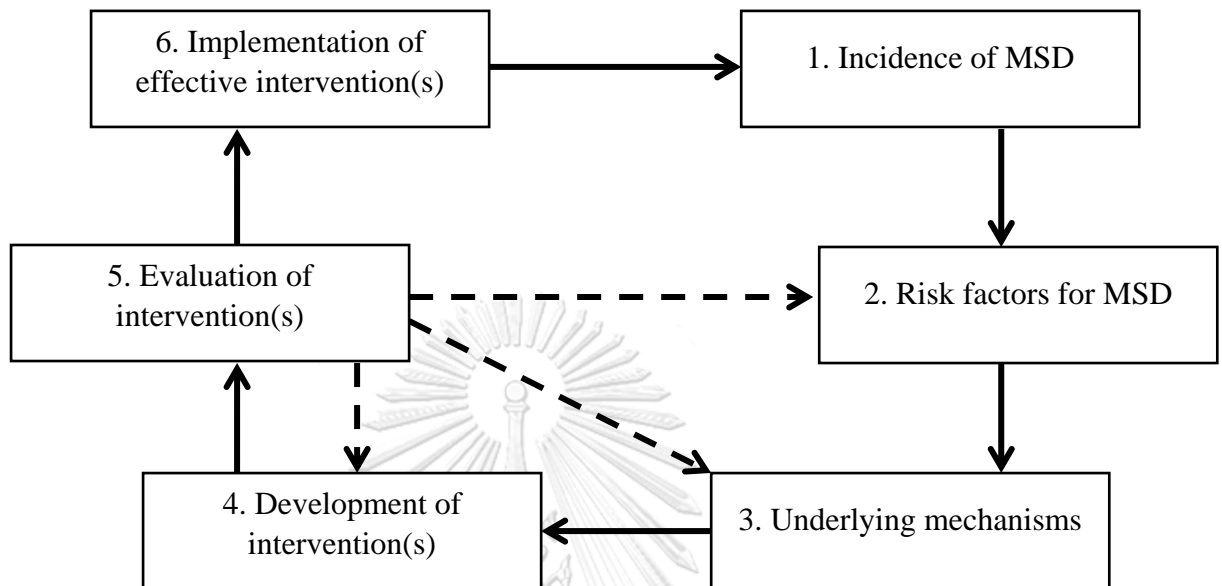 6. Implementation of
effective intervention(s)
1. Incidence of MSD
5. Evaluation of
intervention(s)
2. Risk factors for MSD
4. Development of
intervention(s)
3. Underlying mechanisms